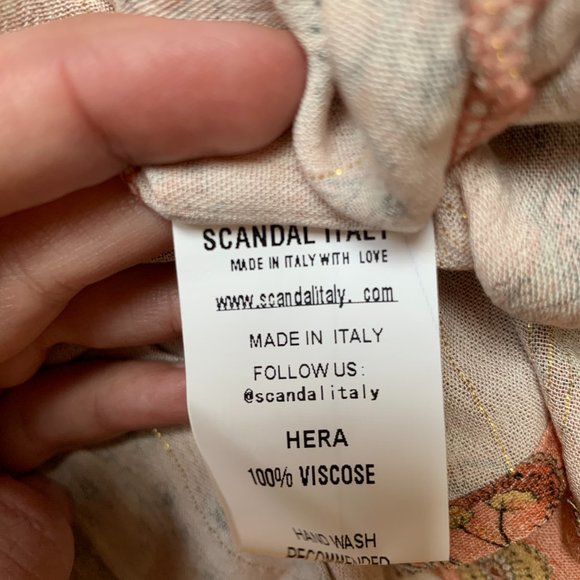 SCANDAL ITALY
MADE IN ITALY WITH LOVE
www.scandalitaly. com
MADE IN ITALY
FOLLOW US:
@scandalitaly
HERA
100% VISCOSE
HAND WASH
RECOMMENDED